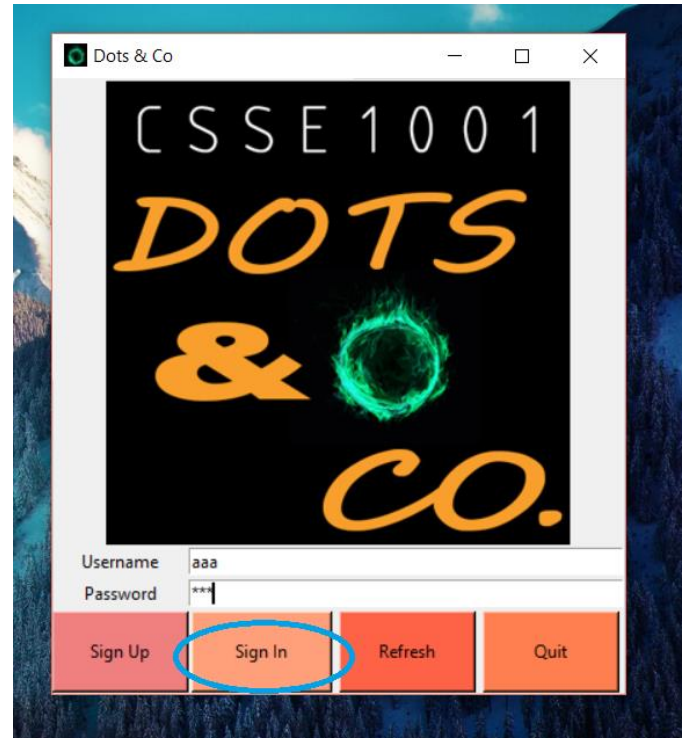 Dots & Co
CSSE1001
DOTS
&
CO.
Username aaa
Password ***
Sign Up Sign In Refresh Quit